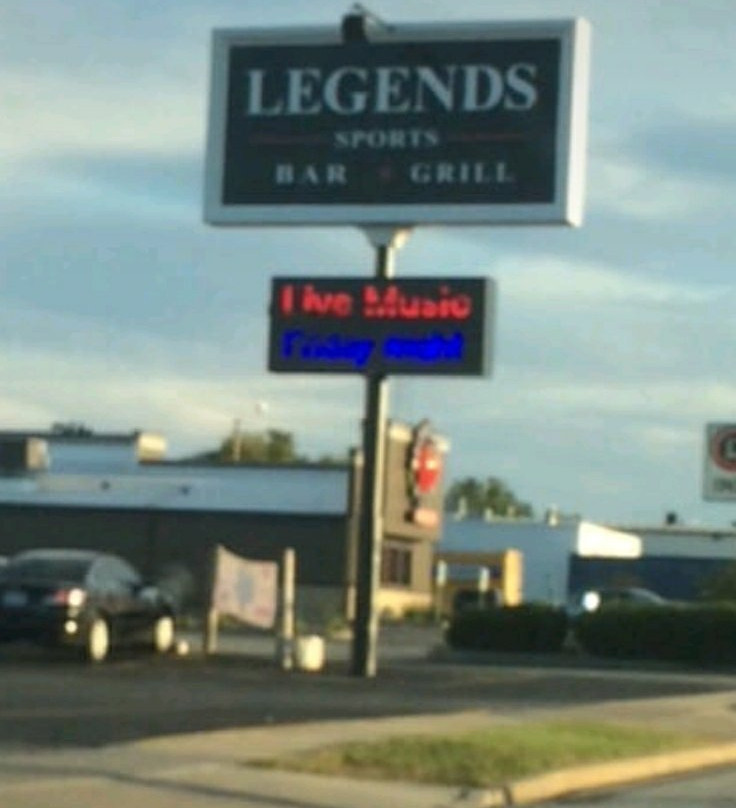 LEGENDS
SPORTS
BAR GRILL
Live Music
Friday night